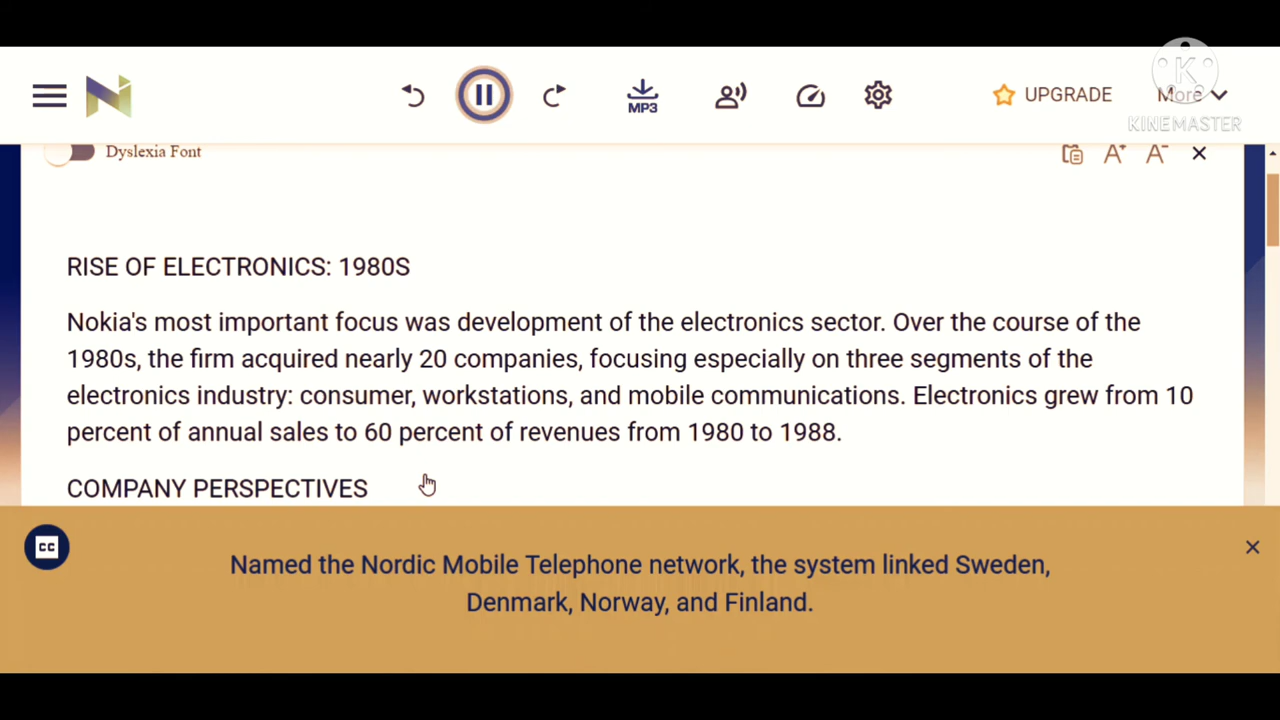 MP3
UPGRADE
More
KINEMASTER
Dyslexia Font
A+ A-
RISE OF ELECTRONICS: 1980S
Nokia's most important focus was development of the electronics sector. Over the course of the
1980s, the firm acquired nearly 20 companies, focusing especially on three segments of the
electronics industry: consumer, workstations, and mobile communications. Electronics grew from 10
percent of annual sales to 60 percent of revenues from 1980 to 1988.
COMPANY PERSPECTIVES
CC
Named the Nordic Mobile Telephone network, the system linked Sweden,
Denmark, Norway, and Finland.